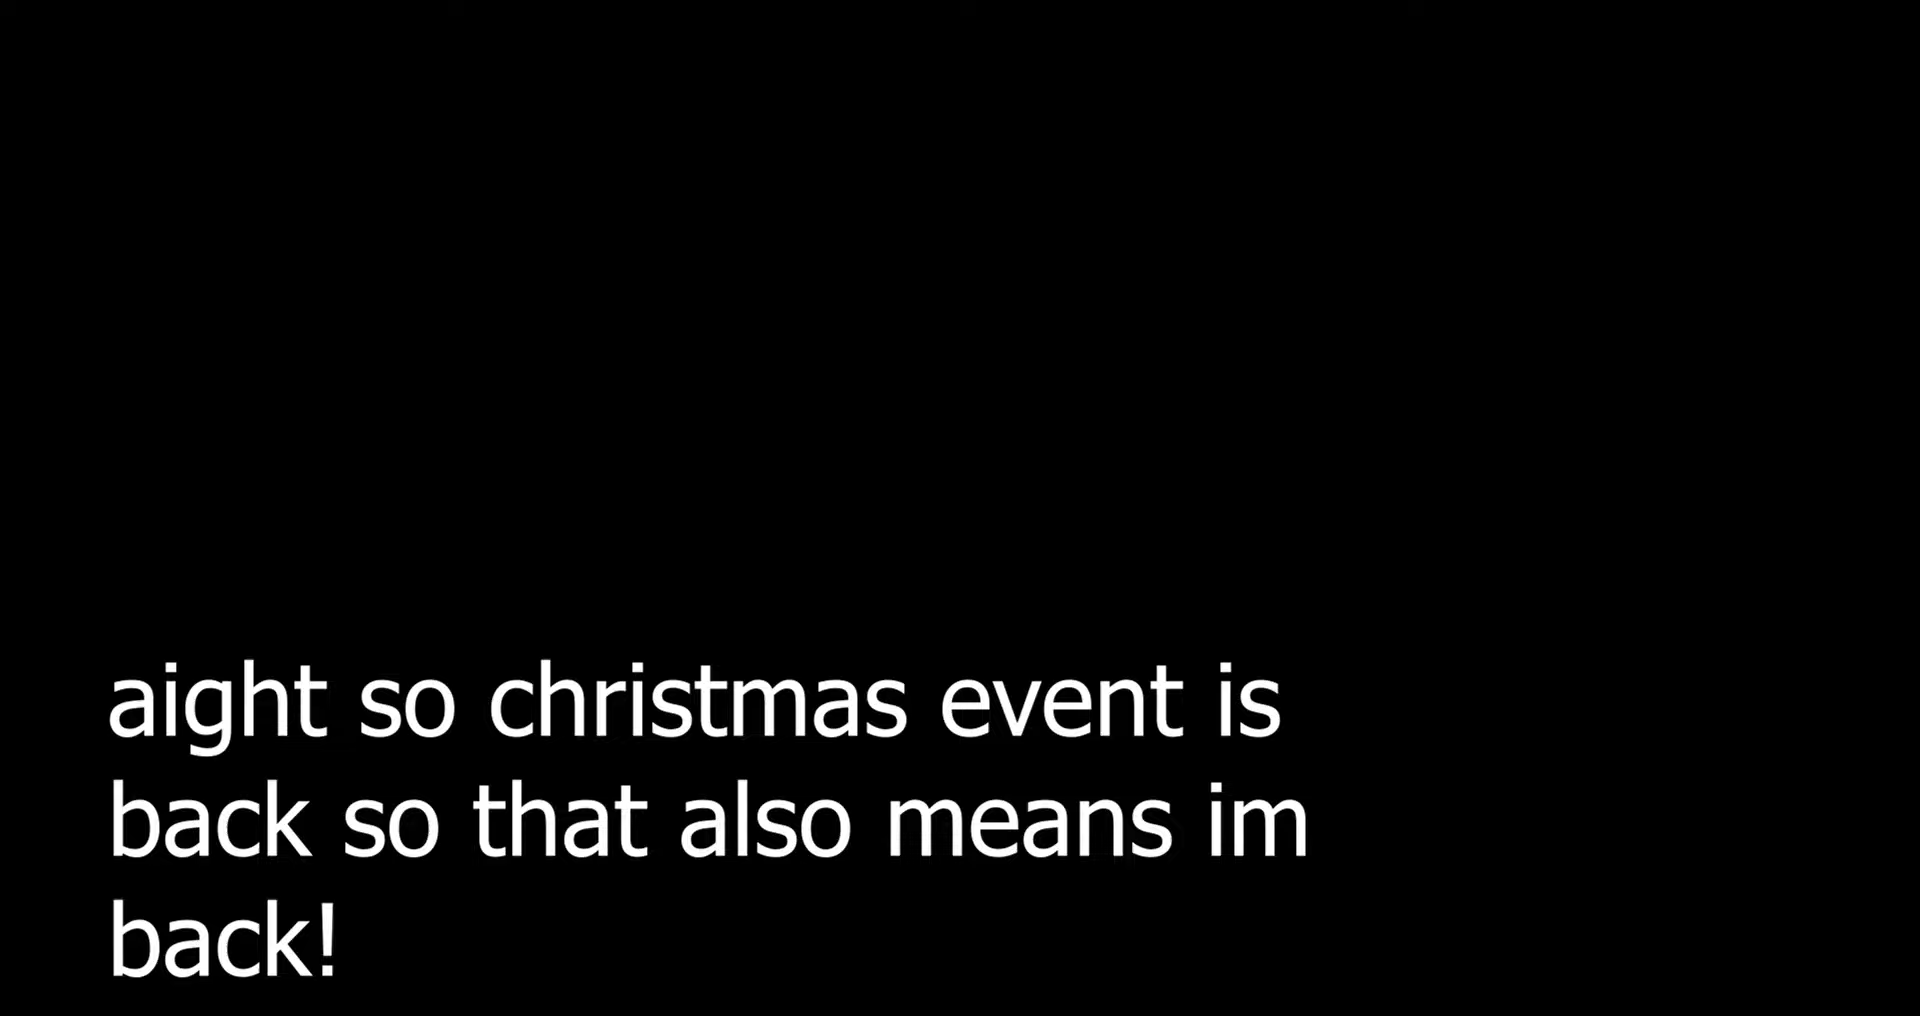 aight so christmas event is
back so that also means im
back!